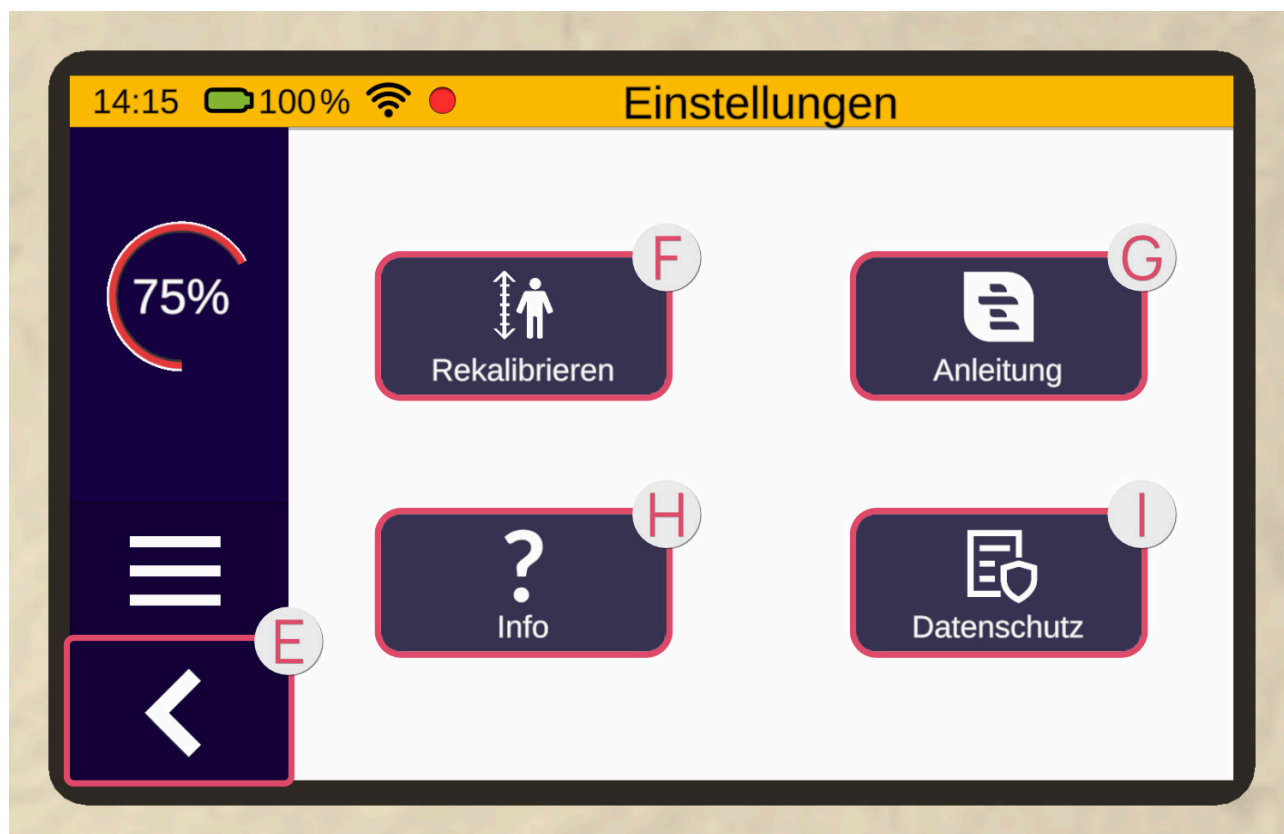 14:15 100% Einstellungen
75%
F
Rekalibrieren
G
Anleitung
H
?
Info
I
Datenschutz
E